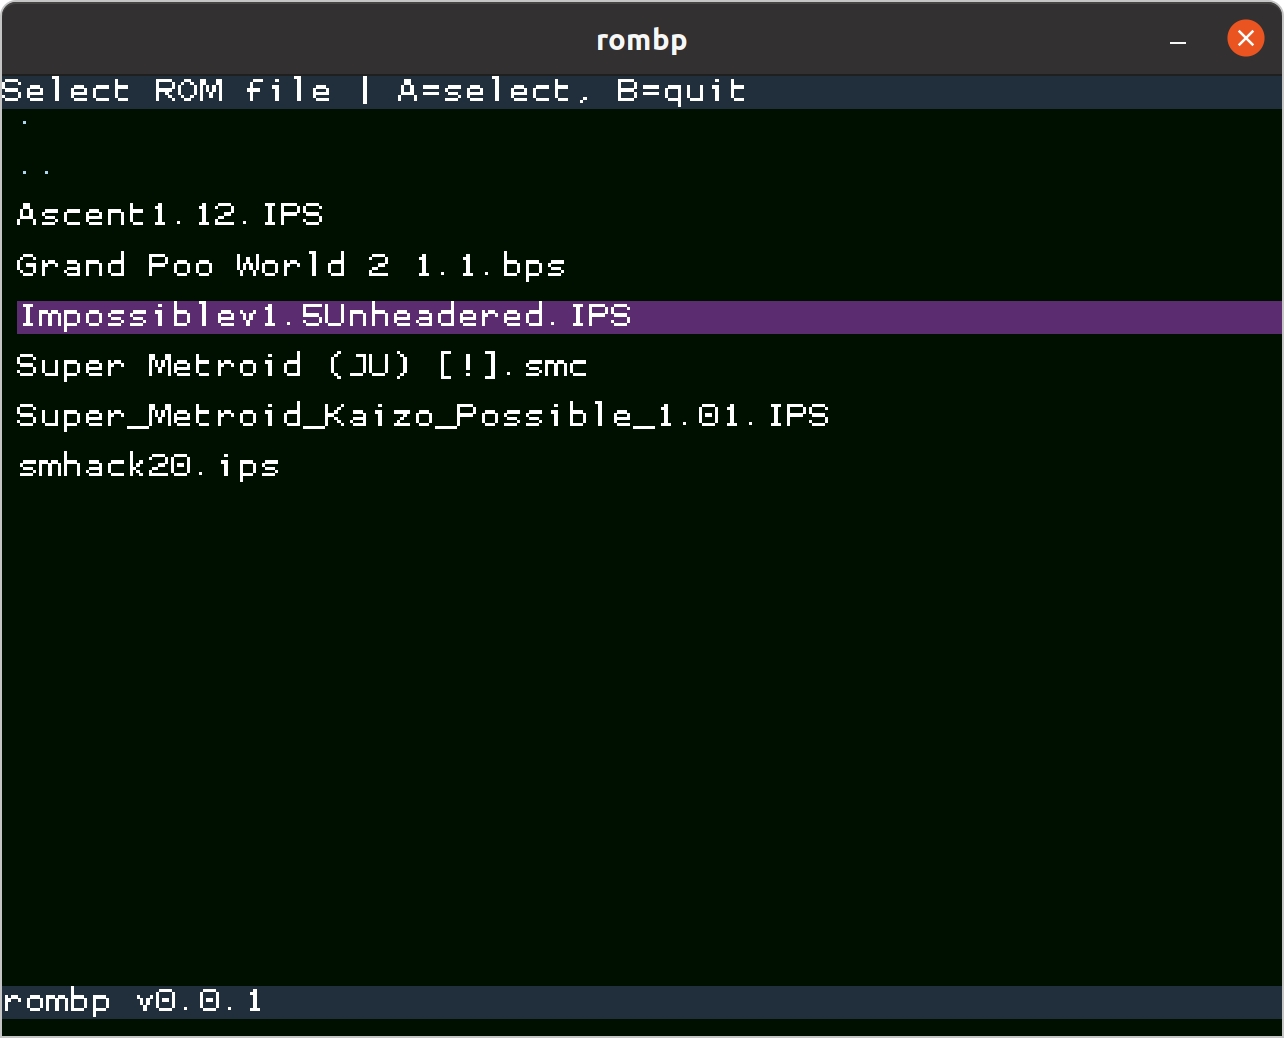 rombp
Select ROM file | A=select, B=quit
.
..
Ascent1.12.IPS
Grand Poo World 2 1.1.bps
Impossiblev1.5Unheadered.IPS
Super Metroid (JU) [!].smc
Super_Metroid_Kaizo_Possible_1.01.IPS
smhack20.ips
rombp v0.0.1